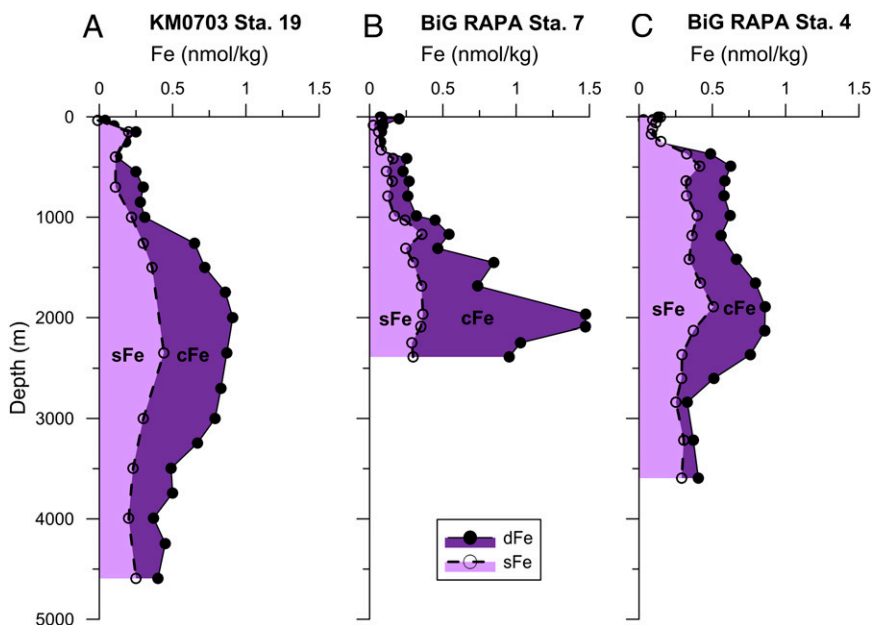 A KM0703 Sta. 19
Fe (nmol/kg)
0 0.5 1 1.5
B BiG RAPA Sta. 7
Fe (nmol/kg)
0 0.5 1 1.5
C BiG RAPA Sta. 4
Fe (nmol/kg)
0 0.5 1 1.5
Depth (m)
0
1000
2000
3000
4000
5000
sFe cFe
sFe cFe
sFe cFe
dFe
sFe